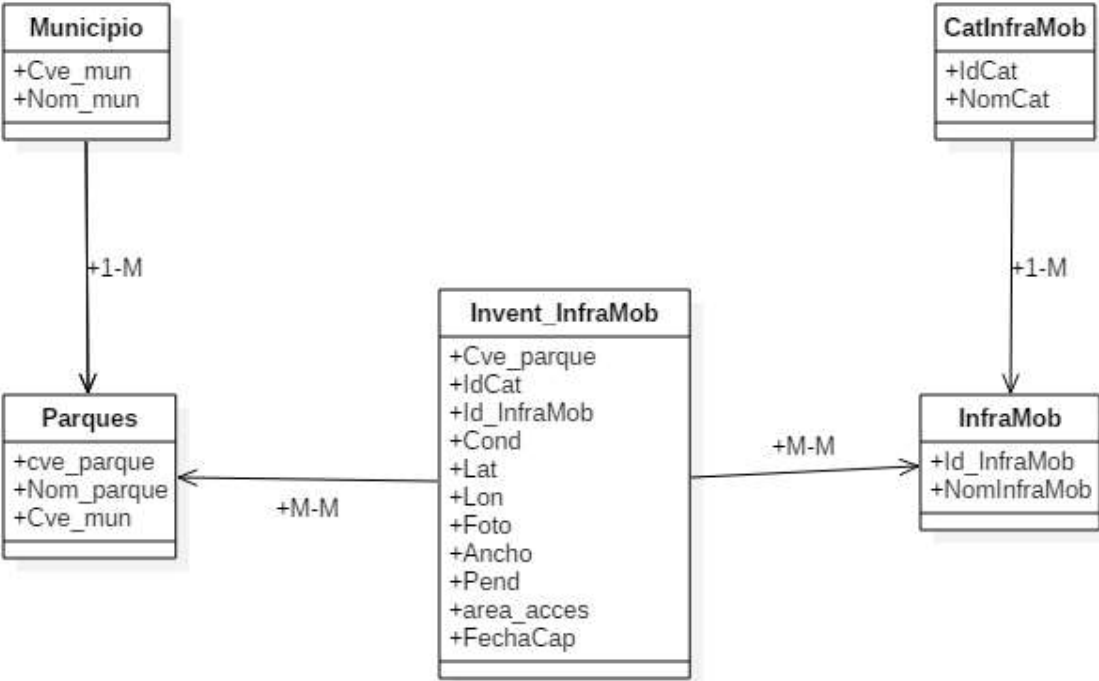 Municipio
+Cve_mun
+Nom_mun
CatInfraMob
+IdCat
+NomCat
+1-M
+1-M
Invent_InfraMob
+Cve_parque
+IdCat
+Id_InfraMob
+Cond
+Lat
+Lon
+Foto
+Ancho
+Pend
+area_acces
+FechaCap
Parques
+cve_parque
+Nom_parque
+Cve_mun
+M-M
+M-M
InfraMob
+Id_InfraMob
+NomInfraMob